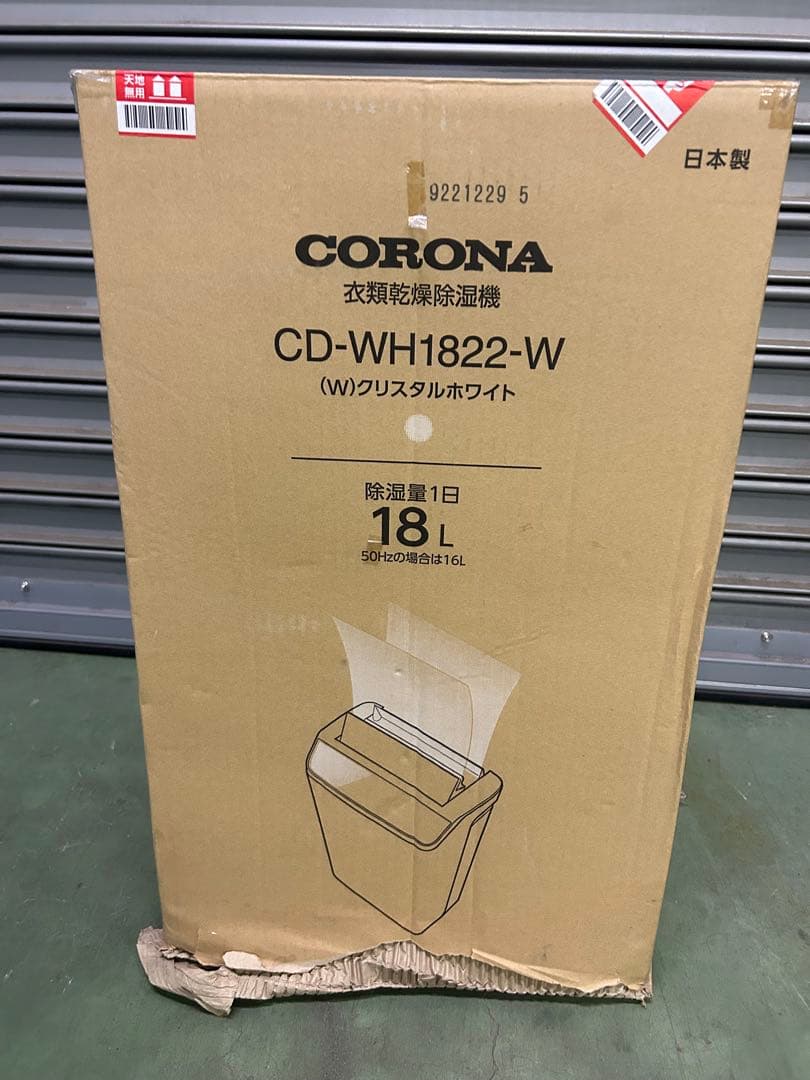 天地
無用
日本製
9221229 5
CORONA
衣類乾燥除湿機
CD-WH1822-W
(W)クリスタルホワイト
除湿量1日
18L
50Hzの場合は16L